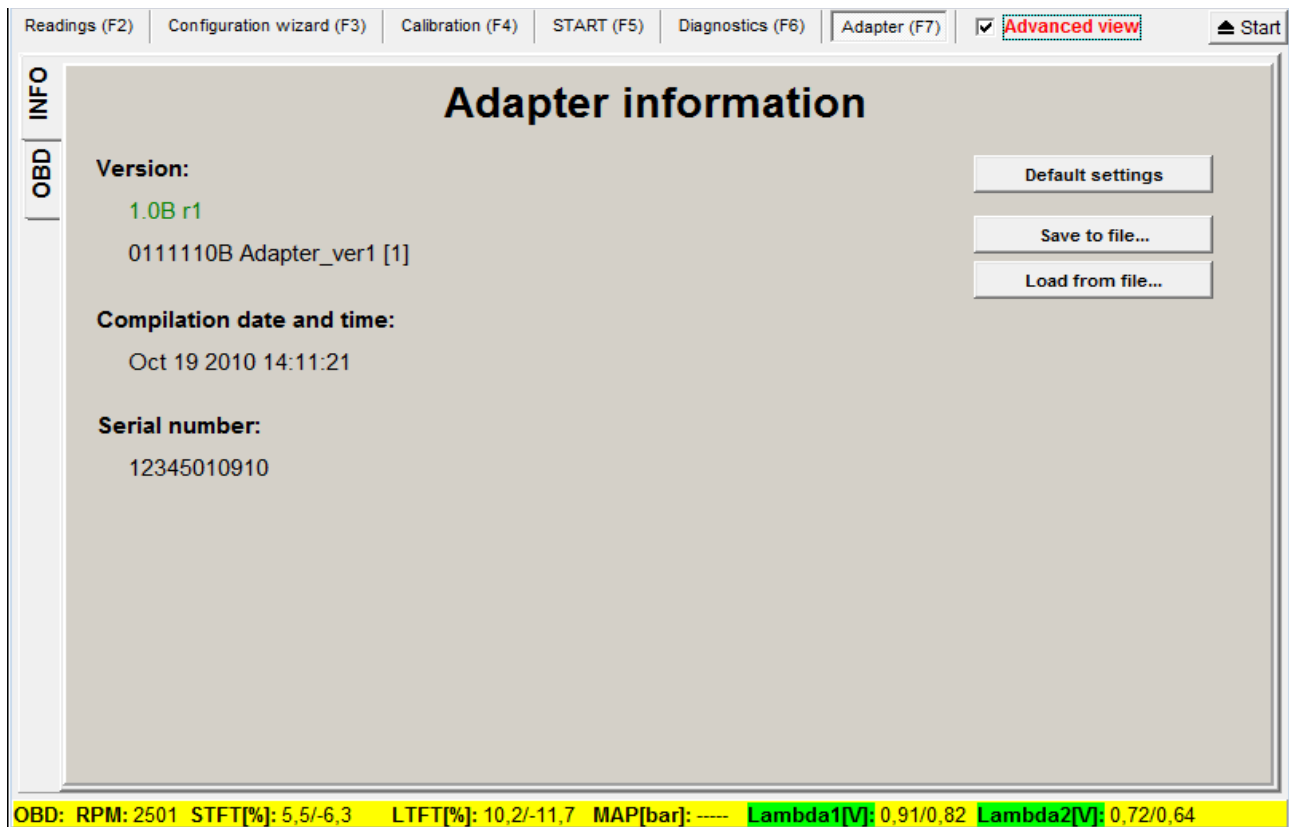 Readings (F2) Configuration wizard (F3) Calibration (F4) START (F5) Diagnostics (F6) Adapter (F7) Advanced view Start
INFO
OBD
Adapter information
Version:
1.0B r1
0111110B Adapter_ver1 [1]
Compilation date and time:
Oct 19 2010 14:11:21
Serial number:
12345010910
Default settings
Save to file...
Load from file...
OBD: RPM: 2501 STFT[%]: 5,5/-6,3 LTFT[%]: 10,2/-11,7 MAP[bar]: ----- Lambda1[V]: 0,91/0,82 Lambda2[V]: 0,72/0,64